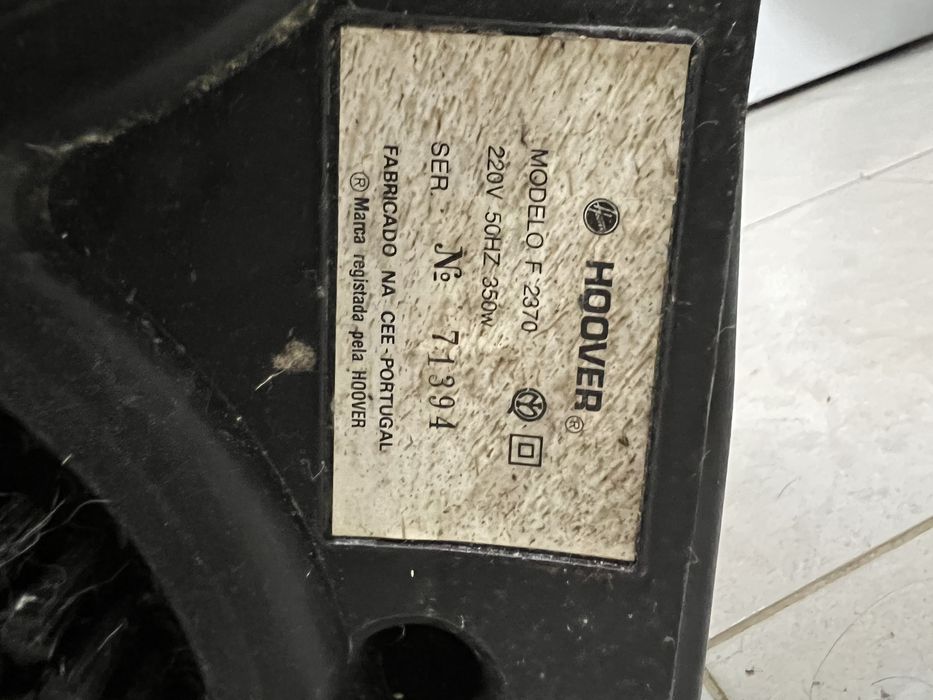 HOOVER®
MODELO F 2370
220V 50HZ 350W
SER. Nº 71394
FABRICADO NA CEE-PORTUGAL
® Marca registada pela HOOVER